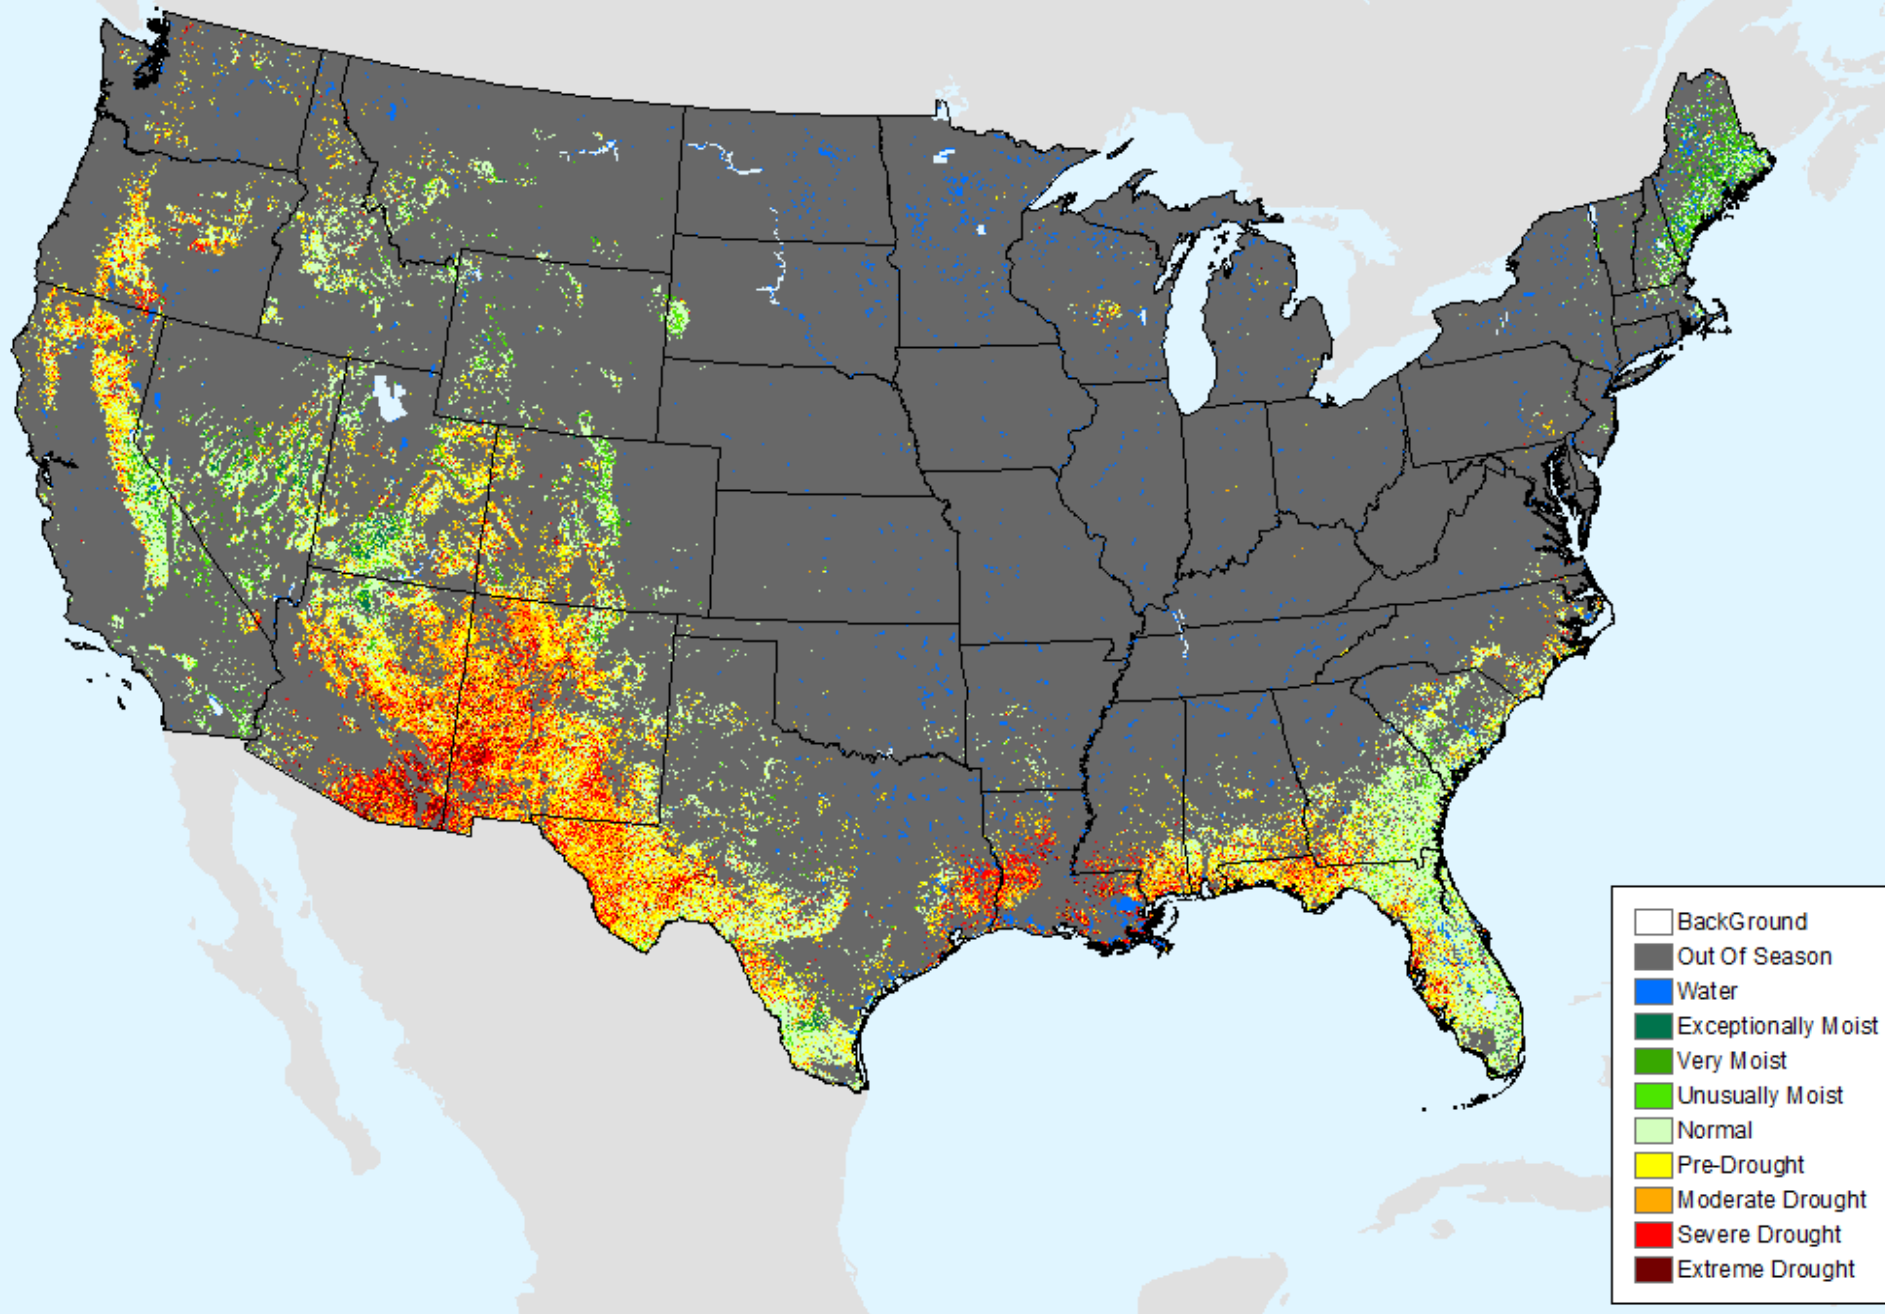 BackGround
Out Of Season
Water
Exceptionally Moist
Very Moist
Unusually Moist
Normal
Pre-Drought
Moderate Drought
Severe Drought
Extreme Drought